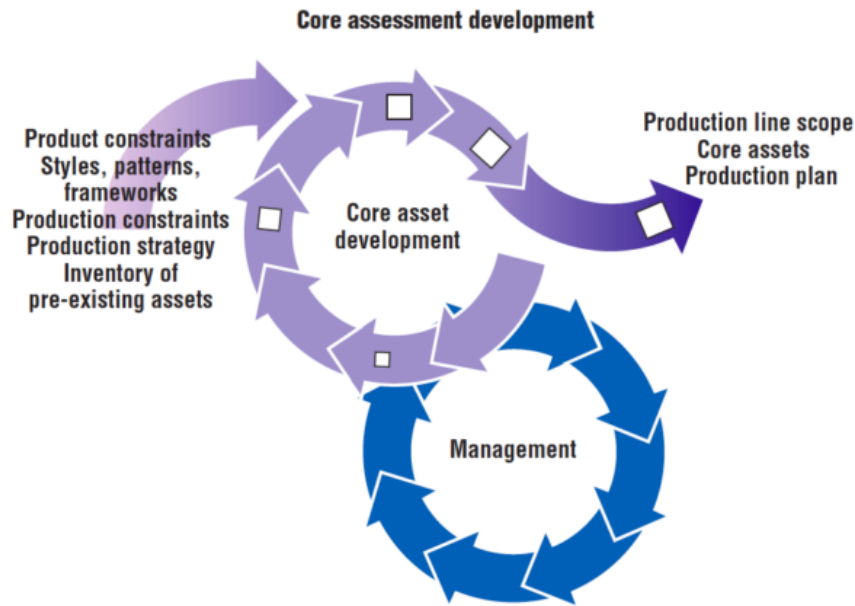 Core assessment development
Product constraints
Styles, patterns,
frameworks
Production constraints
Production strategy
Inventory of
pre-existing assets
Core asset
development
Production line scope
Core assets
Production plan
Management